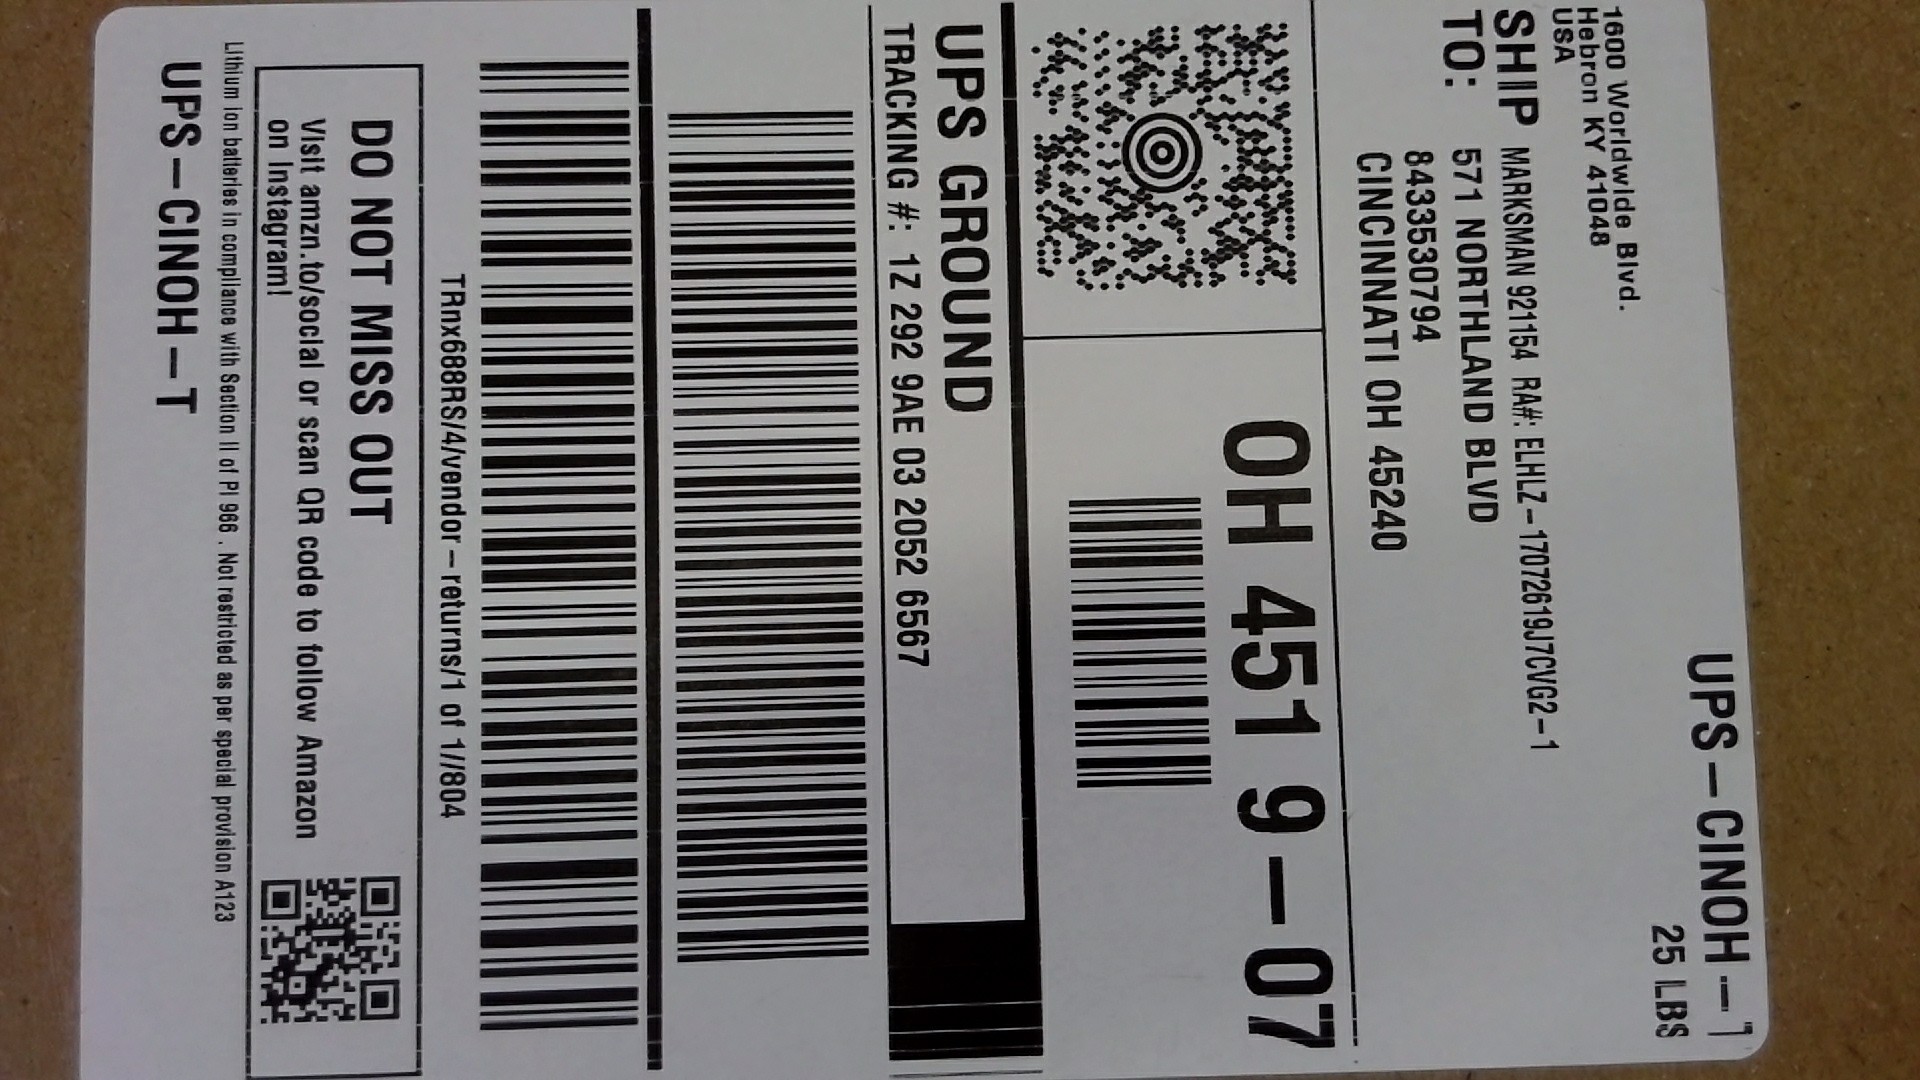 UPS-CINOH-T
25 LBS
1600 Worldwide Blvd.
Hebron KY 41048
USA
SHIP TO:
MARKSMAN 921154 RA#: ELHLZ-17072619J7CVG2-1
571 NORTHLAND BLVD
8433530794
CINCINNATI OH 45240
OH 451 9-07
UPS GROUND
TRACKING #: 1Z 292 9AE 03 2052 6567
TRnx688RS/4/vendor-returns/1 of 1//804
DO NOT MISS OUT
Visit amzn.to/social or scan QR code to follow Amazon
on Instagram!
Lithium Ion batteries in compliance with Section II of PI 966 . Not restricted as per special provision A123
UPS-CINOH-T